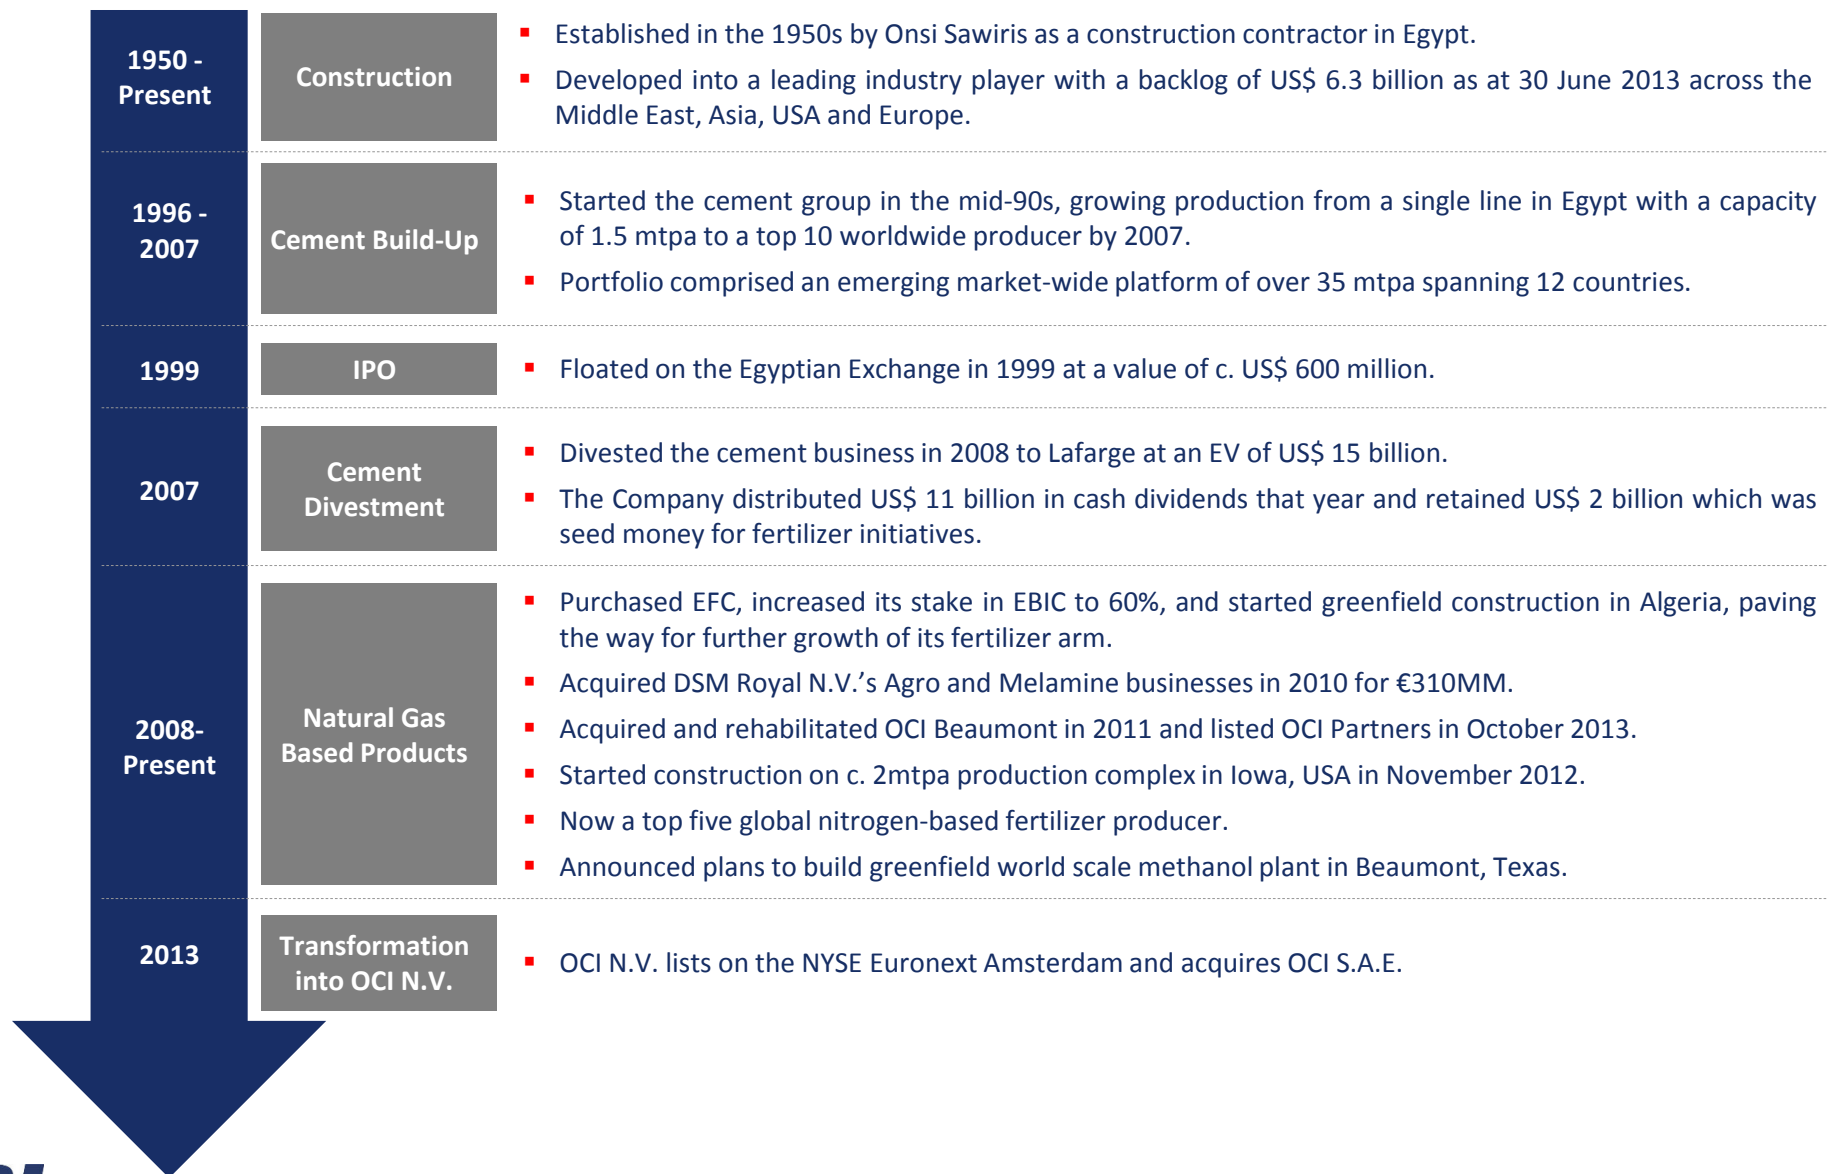 1950 -
Present
Construction
Established in the 1950s by Onsi Sawiris as a construction contractor in Egypt.
Developed into a leading industry player with a backlog of US$ 6.3 billion as at 30 June 2013 across the
Middle East, Asia, USA and Europe.
1996 -
2007
Cement Build-Up
Started the cement group in the mid-90s, growing production from a single line in Egypt with a capacity
of 1.5 mtpa to a top 10 worldwide producer by 2007.
Portfolio comprised an emerging market-wide platform of over 35 mtpa spanning 12 countries.
1999
IPO
Floated on the Egyptian Exchange in 1999 at a value of c. US$ 600 million.
2007
Cement
Divestment
Divested the cement business in 2008 to Lafarge at an EV of US$ 15 billion.
The Company distributed US$ 11 billion in cash dividends that year and retained US$ 2 billion which was
seed money for fertilizer initiatives.
2008-
Present
Natural Gas
Based Products
Purchased EFC, increased its stake in EBIC to 60%, and started greenfield construction in Algeria, paving
the way for further growth of its fertilizer arm.
Acquired DSM Royal N.V.’s Agro and Melamine businesses in 2010 for €310MM.
Acquired and rehabilitated OCI Beaumont in 2011 and listed OCI Partners in October 2013.
Started construction on c. 2mtpa production complex in Iowa, USA in November 2012.
Now a top five global nitrogen-based fertilizer producer.
Announced plans to build greenfield world scale methanol plant in Beaumont, Texas.
2013
Transformation
into OCI N.V.
OCI N.V. lists on the NYSE Euronext Amsterdam and acquires OCI S.A.E.